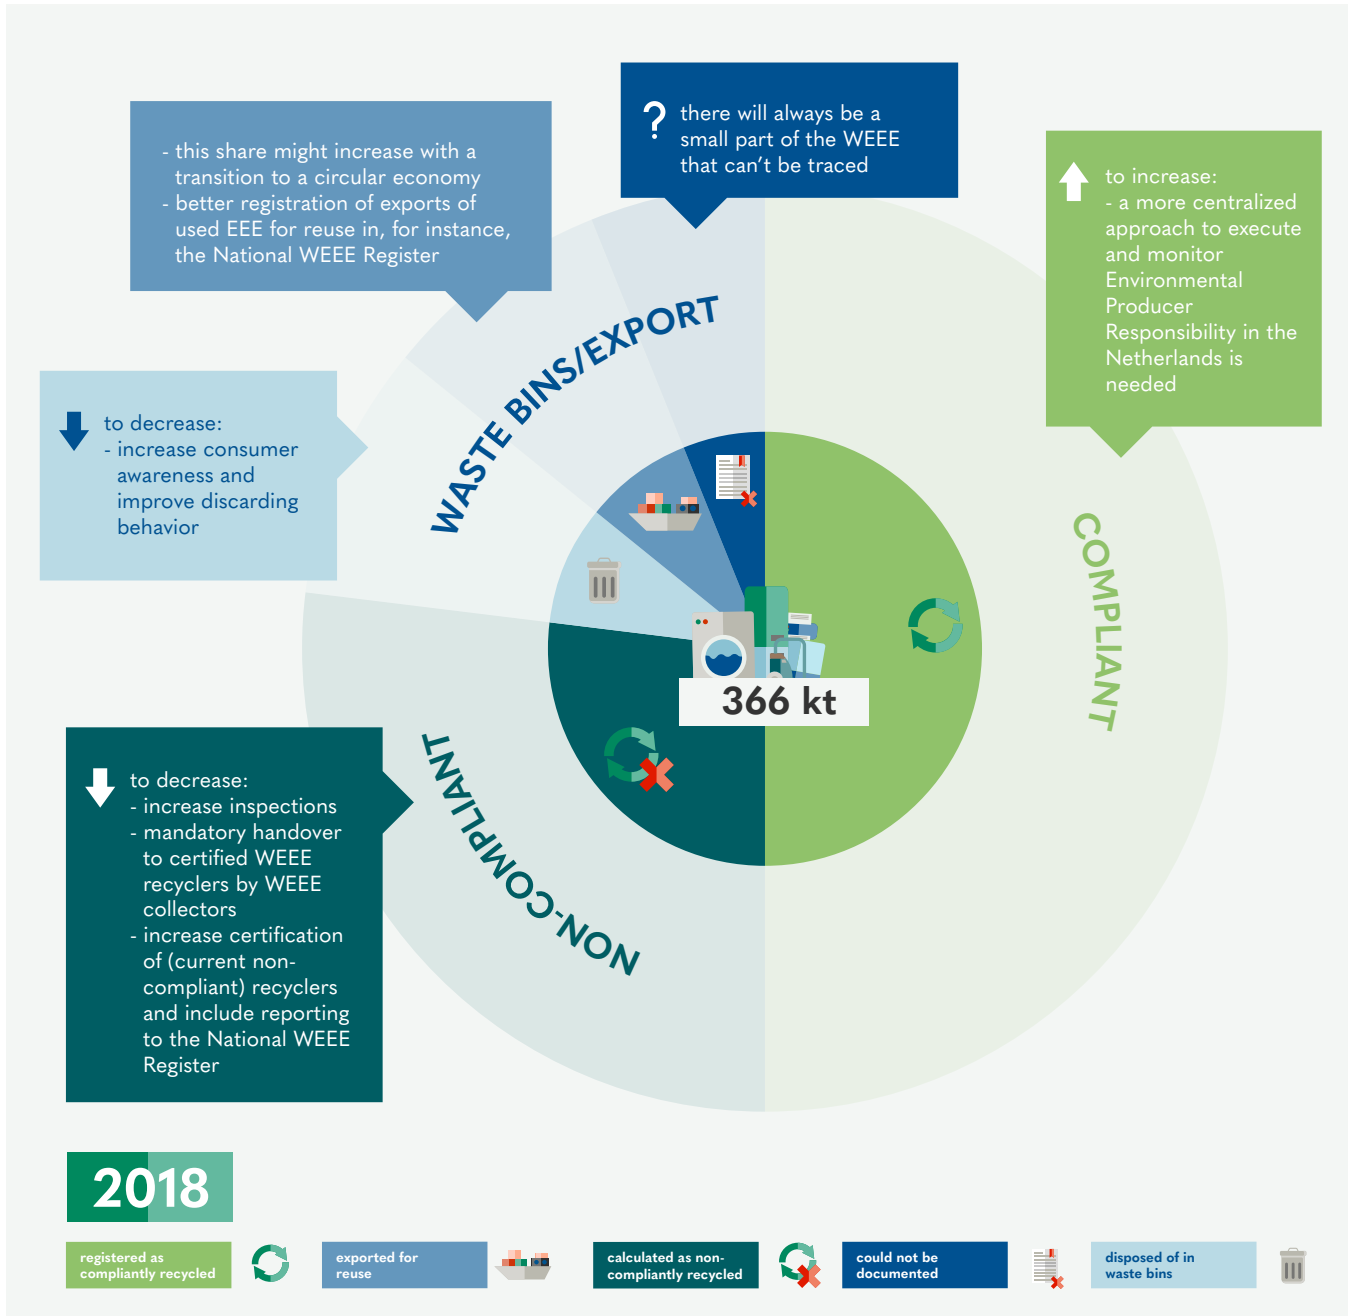 ? there will always be a
small part of the WEEE
that can't be traced
- this share might increase with a
transition to a circular economy
- better registration of exports of
used EEE for reuse in, for instance,
the National WEEE Register
to increase:
- a more centralized
approach to execute
and monitor
Environmental
Producer
Responsibility in the
Netherlands is
needed
to decrease:
- increase consumer
awareness and
improve discarding
behavior
WASTE BINS/EXPORT
COMPLIANT
366 kt
NON-COMPLIANT
to decrease:
- increase inspections
- mandatory handover
to certified WEEE
recyclers by WEEE
collectors
- increase certification
of (current non-
compliant) recyclers
and include reporting
to the National WEEE
Register
2018
registered as
compliantly recycled
exported for
reuse
calculated as non-
compliantly recycled
could not be
documented
disposed of in
waste bins